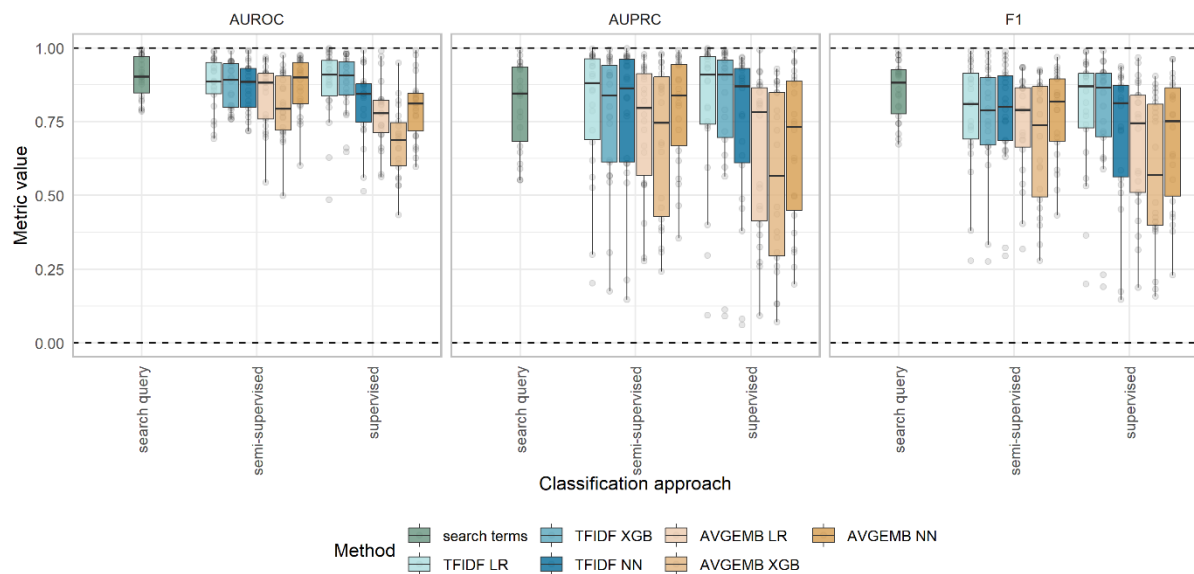 AUROC
AUPRC
F1
Metric value
1.00
0.75
0.50
0.25
0.00
search query
semi-supervised
supervised
search query
semi-supervised
supervised
search query
semi-supervised
supervised
Classification approach
Method
search terms
TFIDF XGB
AVGEMB LR
AVGEMB NN
TFIDF LR
TFIDF NN
AVGEMB XGB